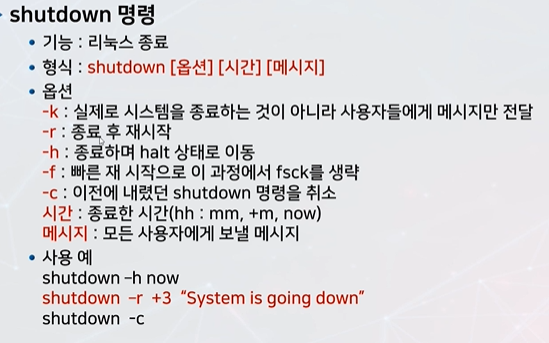 shutdown 명령
• 기능 : 리눅스 종료
• 형식 : shutdown [옵션] [시간] [메시지]
• 옵션
-k : 실제로 시스템을 종료하는 것이 아니라 사용자들에게 메시지만 전달
-r : 종료 후 재시작
-h : 종료하며 halt 상태로 이동
-f : 빠른 재 시작으로 이 과정에서 fsck를 생략
-c : 이전에 내렸던 shutdown 명령을 취소
시간 : 종료한 시간(hh : mm, +m, now)
메시지 : 모든 사용자에게 보낼 메시지
• 사용 예
shutdown –h now
shutdown –r +3 “System is going down”
shutdown -c